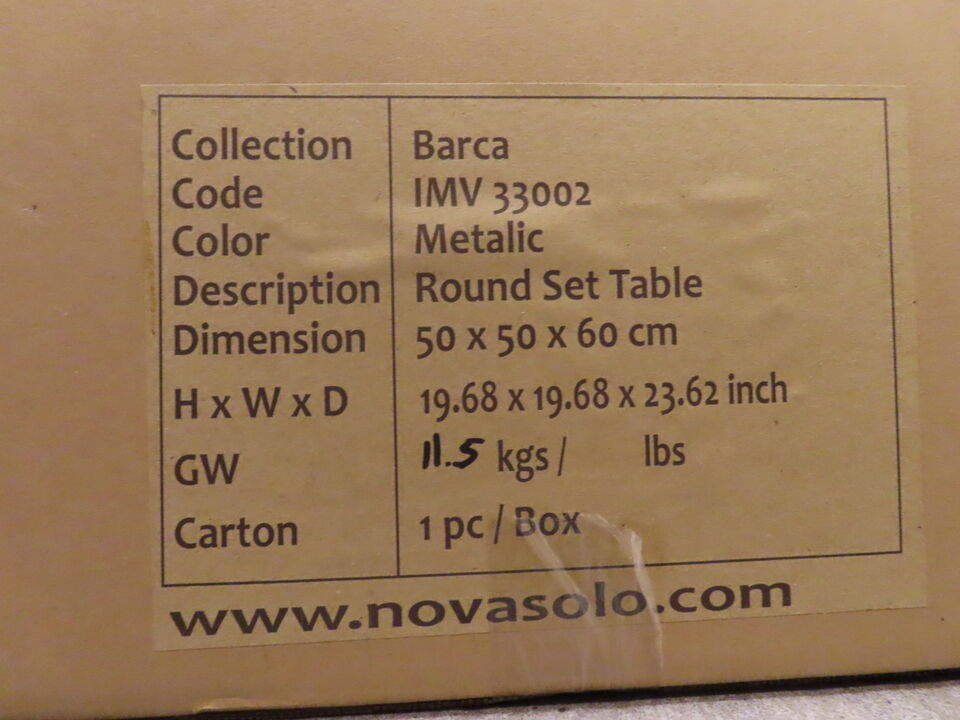 Collection Barca
Code IMV 33002
Color Metalic
Description Round Set Table
Dimension 50 x 50 x 60 cm
H x W x D 19.68 x 19.68 x 23.62 inch
GW 11.5 kgs / lbs
Carton 1 pc / Box
www.novasolo.com